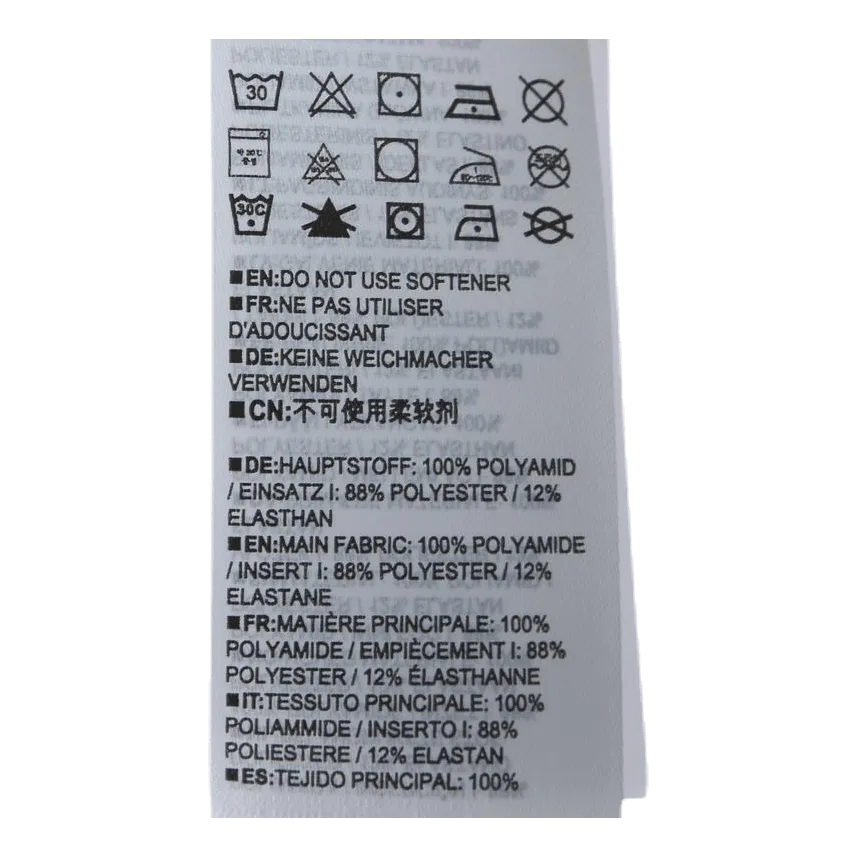 30
30C
■EN:DO NOT USE SOFTENER
■FR:NE PAS UTILISER
D'ADOUCISSANT
■DE:KEINE WEICHMACHER
VERWENDEN
■CN:不可使用柔软剂
■DE:HAUPTSTOFF: 100% POLYAMID
/ EINSATZ I: 88% POLYESTER / 12%
ELASTHAN
■EN:MAIN FABRIC: 100% POLYAMIDE
/ INSERT I: 88% POLYESTER / 12%
ELASTANE
■FR:MATIÈRE PRINCIPALE: 100%
POLYAMIDE / EMPIÈCEMENT I: 88%
POLYESTER / 12% ÉLASTHANNE
■IT:TESSUTO PRINCIPALE: 100%
POLIAMMIDE / INSERTO I: 88%
POLIESTERE / 12% ELASTAN
■ES:TEJIDO PRINCIPAL: 100%